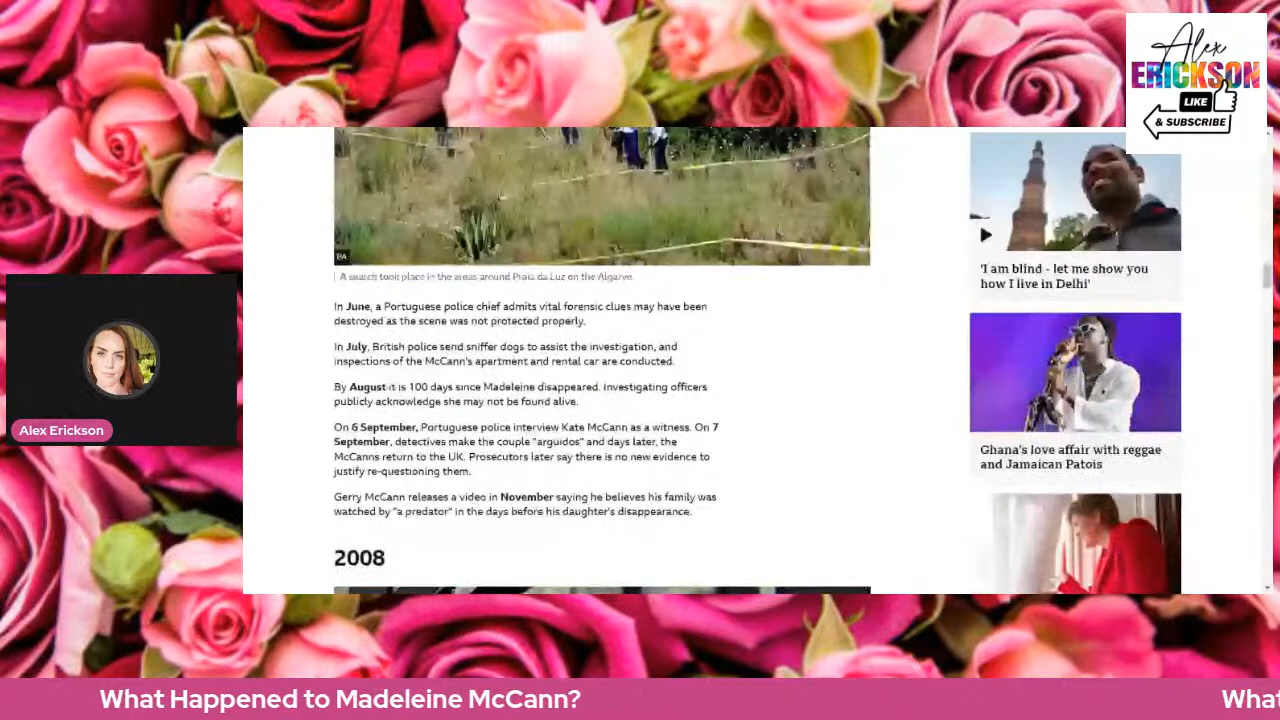 Alex
ERICKSON
LIKE
& SUBSCRIBE
PA
A search took place in the areas around Praia da Luz on the Algarve.
In June, a Portuguese police chief admits vital forensic clues may have been
destroyed as the scene was not protected properly.
In July, British police send sniffer dogs to assist the investigation, and
inspections of the McCann's apartment and rental car are conducted.
By August it is 100 days since Madeleine disappeared. Investigating officers
publicly acknowledge she may not be found alive.
On 6 September, Portuguese police interview Kate McCann as a witness. On 7
September, detectives make the couple "arguidos" and days later, the
McCanns return to the UK. Prosecutors later say there is no new evidence to
justify re-questioning them.
Gerry McCann releases a video in November saying he believes his family was
watched by "a predator" in the days before his daughter's disappearance.
2008
'I am blind - let me show you
how I live in Delhi'
Ghana's love affair with reggae
and Jamaican Patois
Alex Erickson
What Happened to Madeleine McCann?
What